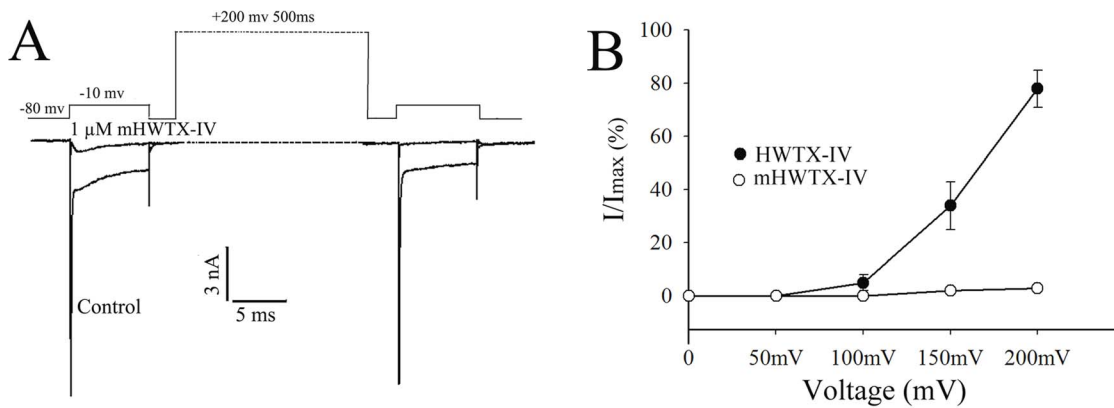 A
+200 mv 500ms
-10 mv
-80 mv
1 μM mHWTX-IV
Control
3 nA
5 ms
B
I/Imax (%)
100
80
60
40
20
0
HWTX-IV
mHWTX-IV
0 50mV 100mV 150mV 200mV
Voltage (mV)